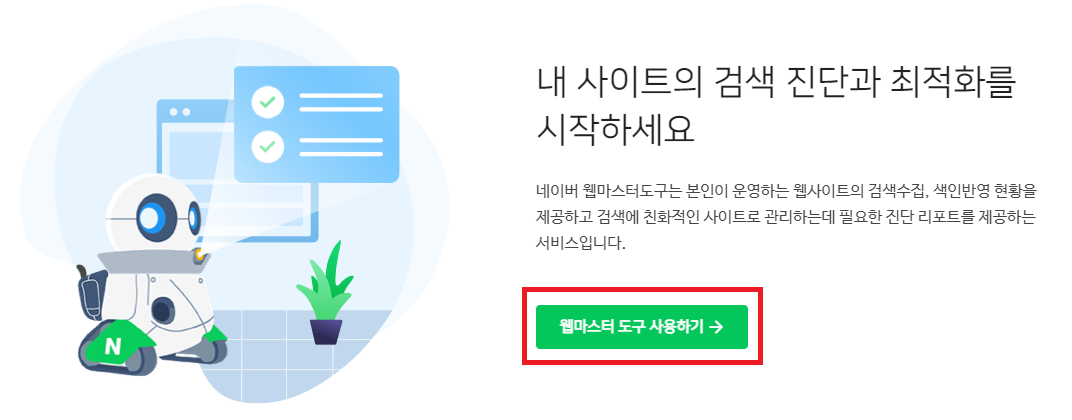 내 사이트의 검색 진단과 최적화를
시작하세요
네이버 웹마스터도구는 본인이 운영하는 웹사이트의 검색수집, 색인반영 현황을
제공하고 검색에 친화적인 사이트로 관리하는데 필요한 진단 리포트를 제공하는
서비스입니다.
웹마스터 도구 사용하기 →
N